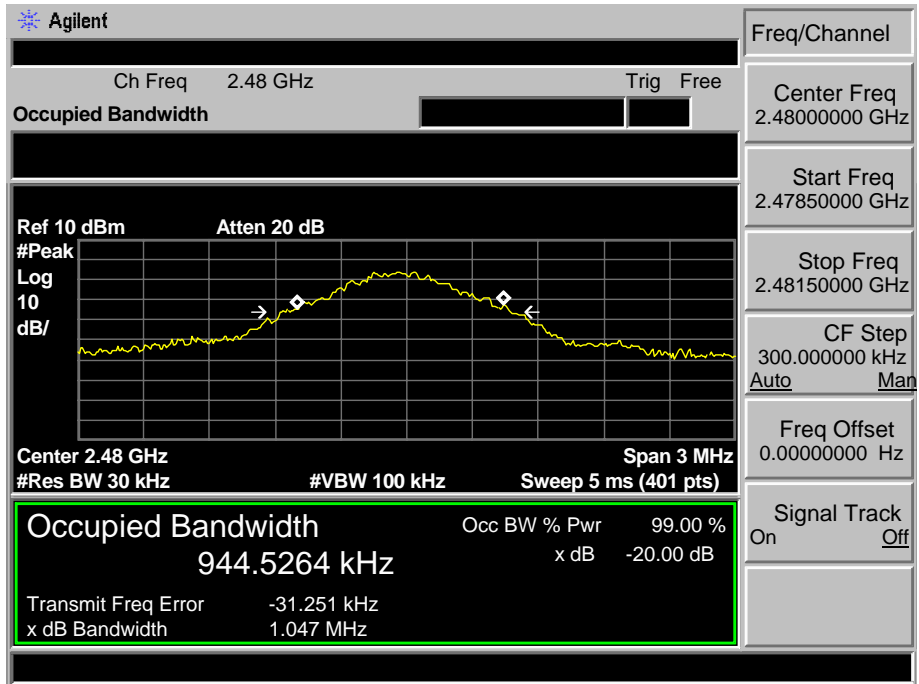 Agilent
Ch Freq 2.48 GHz Trig Free
Occupied Bandwidth
Ref 10 dBm Atten 20 dB
#Peak
Log
10
dB/
Center 2.48 GHz Span 3 MHz
#Res BW 30 kHz #VBW 100 kHz Sweep 5 ms (401 pts)
Occupied Bandwidth Occ BW % Pwr 99.00 %
944.5264 kHz x dB -20.00 dB
Transmit Freq Error -31.251 kHz
x dB Bandwidth 1.047 MHz
Freq/Channel
Center Freq
2.48000000 GHz
Start Freq
2.47850000 GHz
Stop Freq
2.48150000 GHz
CF Step
300.000000 kHz
Auto Man
Freq Offset
0.00000000 Hz
Signal Track
On Off